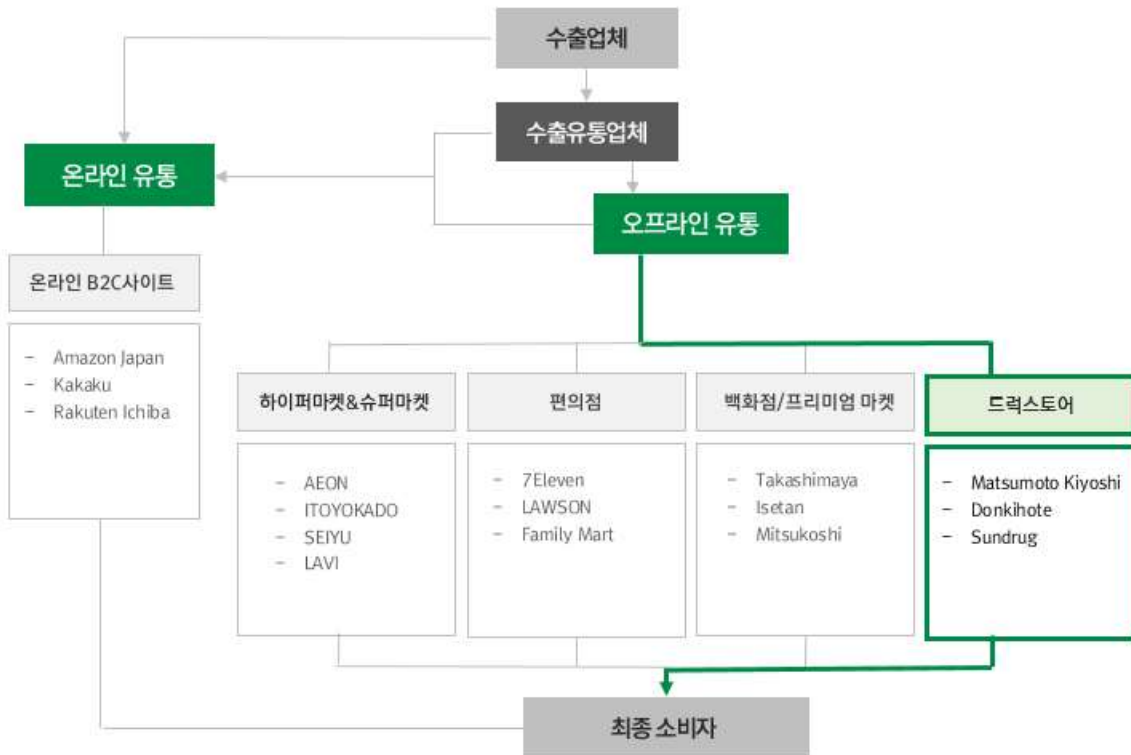 수출업체
수출유통업체
온라인 유통
오프라인 유통
온라인 B2C사이트
- Amazon Japan
- Kakaku
- Rakuten Ichiba
하이퍼마켓&슈퍼마켓
- AEON
- ITOYOKADO
- SEIYU
- LAVI
편의점
- 7Eleven
- LAWSON
- Family Mart
백화점/프리미엄 마켓
- Takashimaya
- Isetan
- Mitsukoshi
드럭스토어
- Matsumoto Kiyoshi
- Donkihote
- Sundrug
최종 소비자